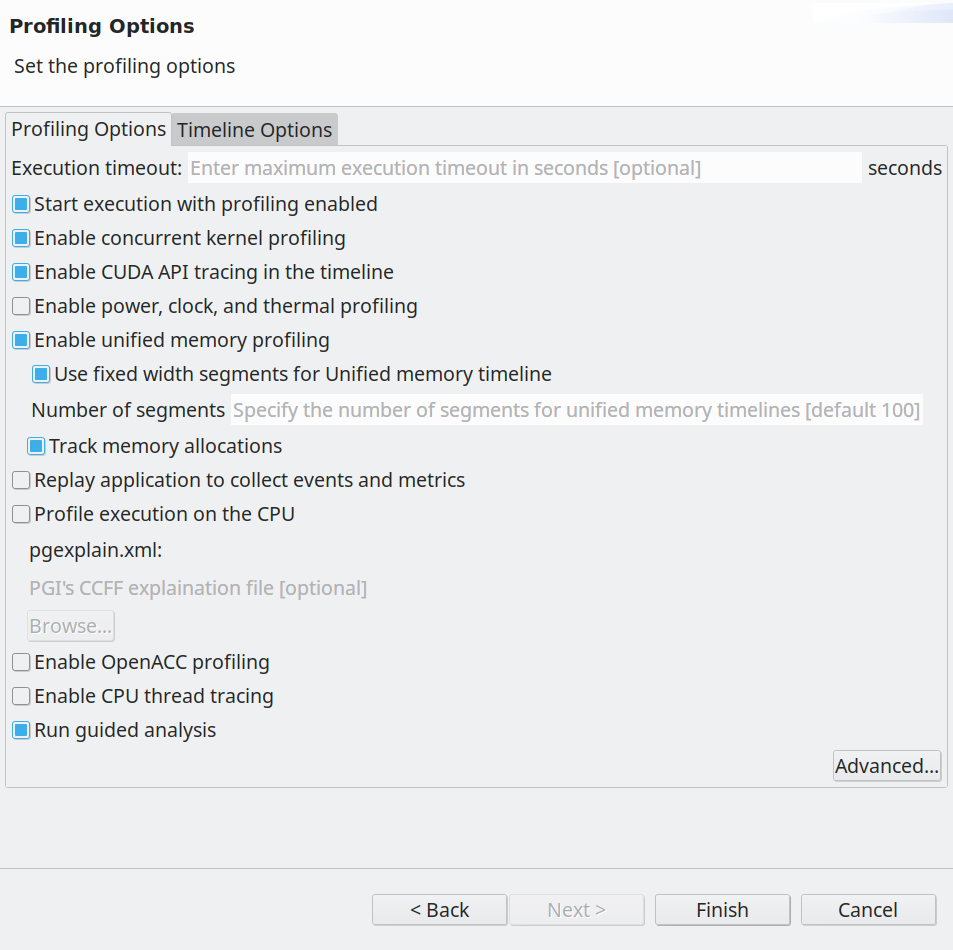 Profiling Options
Set the profiling options
Profiling Options Timeline Options
Execution timeout: Enter maximum execution timeout in seconds [optional] seconds
Start execution with profiling enabled
Enable concurrent kernel profiling
Enable CUDA API tracing in the timeline
Enable power, clock, and thermal profiling
Enable unified memory profiling
Use fixed width segments for Unified memory timeline
Number of segments Specify the number of segments for unified memory timelines [default 100]
Track memory allocations
Replay application to collect events and metrics
Profile execution on the CPU
pgexplain.xml:
PGI's CCFF explaination file [optional]
Browse...
Enable OpenACC profiling
Enable CPU thread tracing
Run guided analysis
Advanced...
< Back Next > Finish Cancel